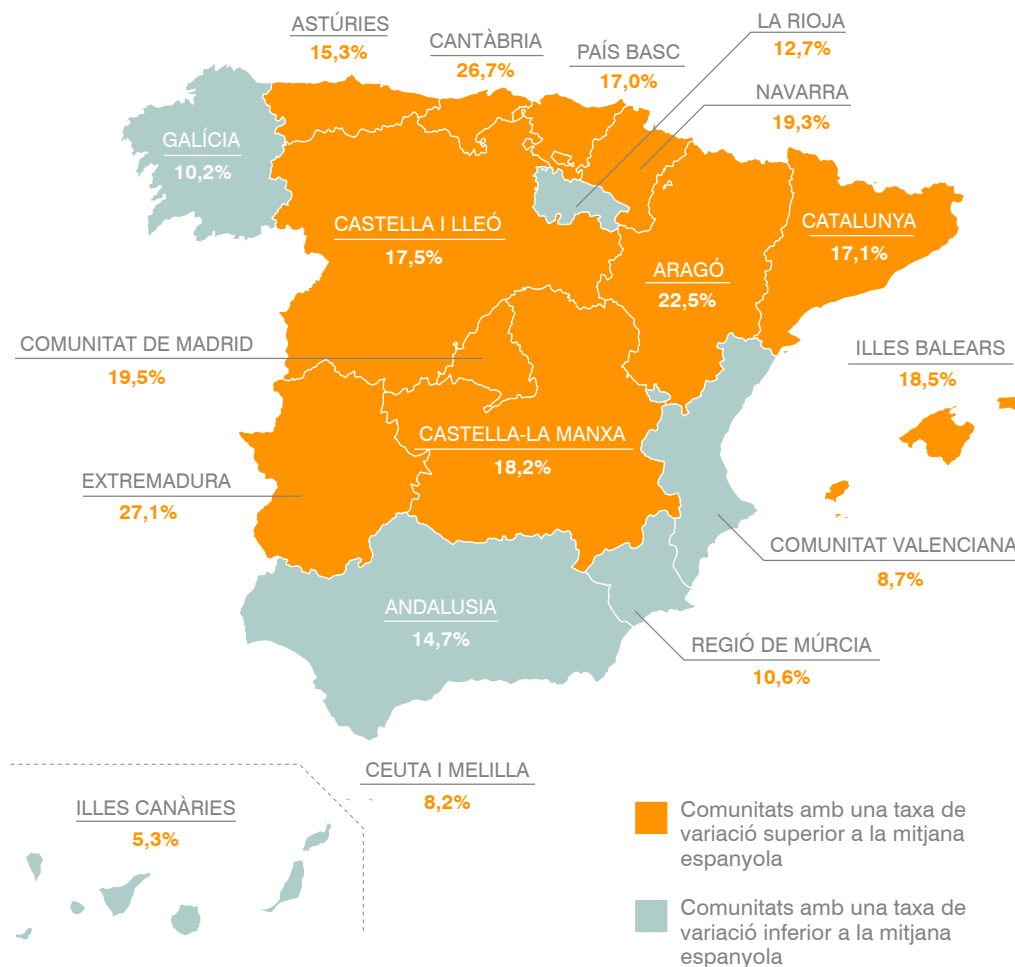 ASTÚRIES
15,3%
CANTÀBRIA
26,7%
PAÍS BASC
17,0%
LA RIOJA
12,7%
NAVARRA
19,3%
GALÍCIA
10,2%
CASTELLA I LLEÓ
17,5%
CATALUNYA
17,1%
ARAGÓ
22,5%
COMUNITAT DE MADRID
19,5%
ILLES BALEARS
18,5%
CASTELLA-LA MANXA
18,2%
EXTREMADURA
27,1%
COMUNITAT VALENCIANA
8,7%
ANDALUSIA
14,7%
REGIÓ DE MÚRCIA
10,6%
CEUTA I MELILLA
8,2%
ILLES CANÀRIES
5,3%
Comunitats amb una taxa de
variació superior a la mitjana
espanyola
Comunitats amb una taxa de
variació inferior a la mitjana
espanyola